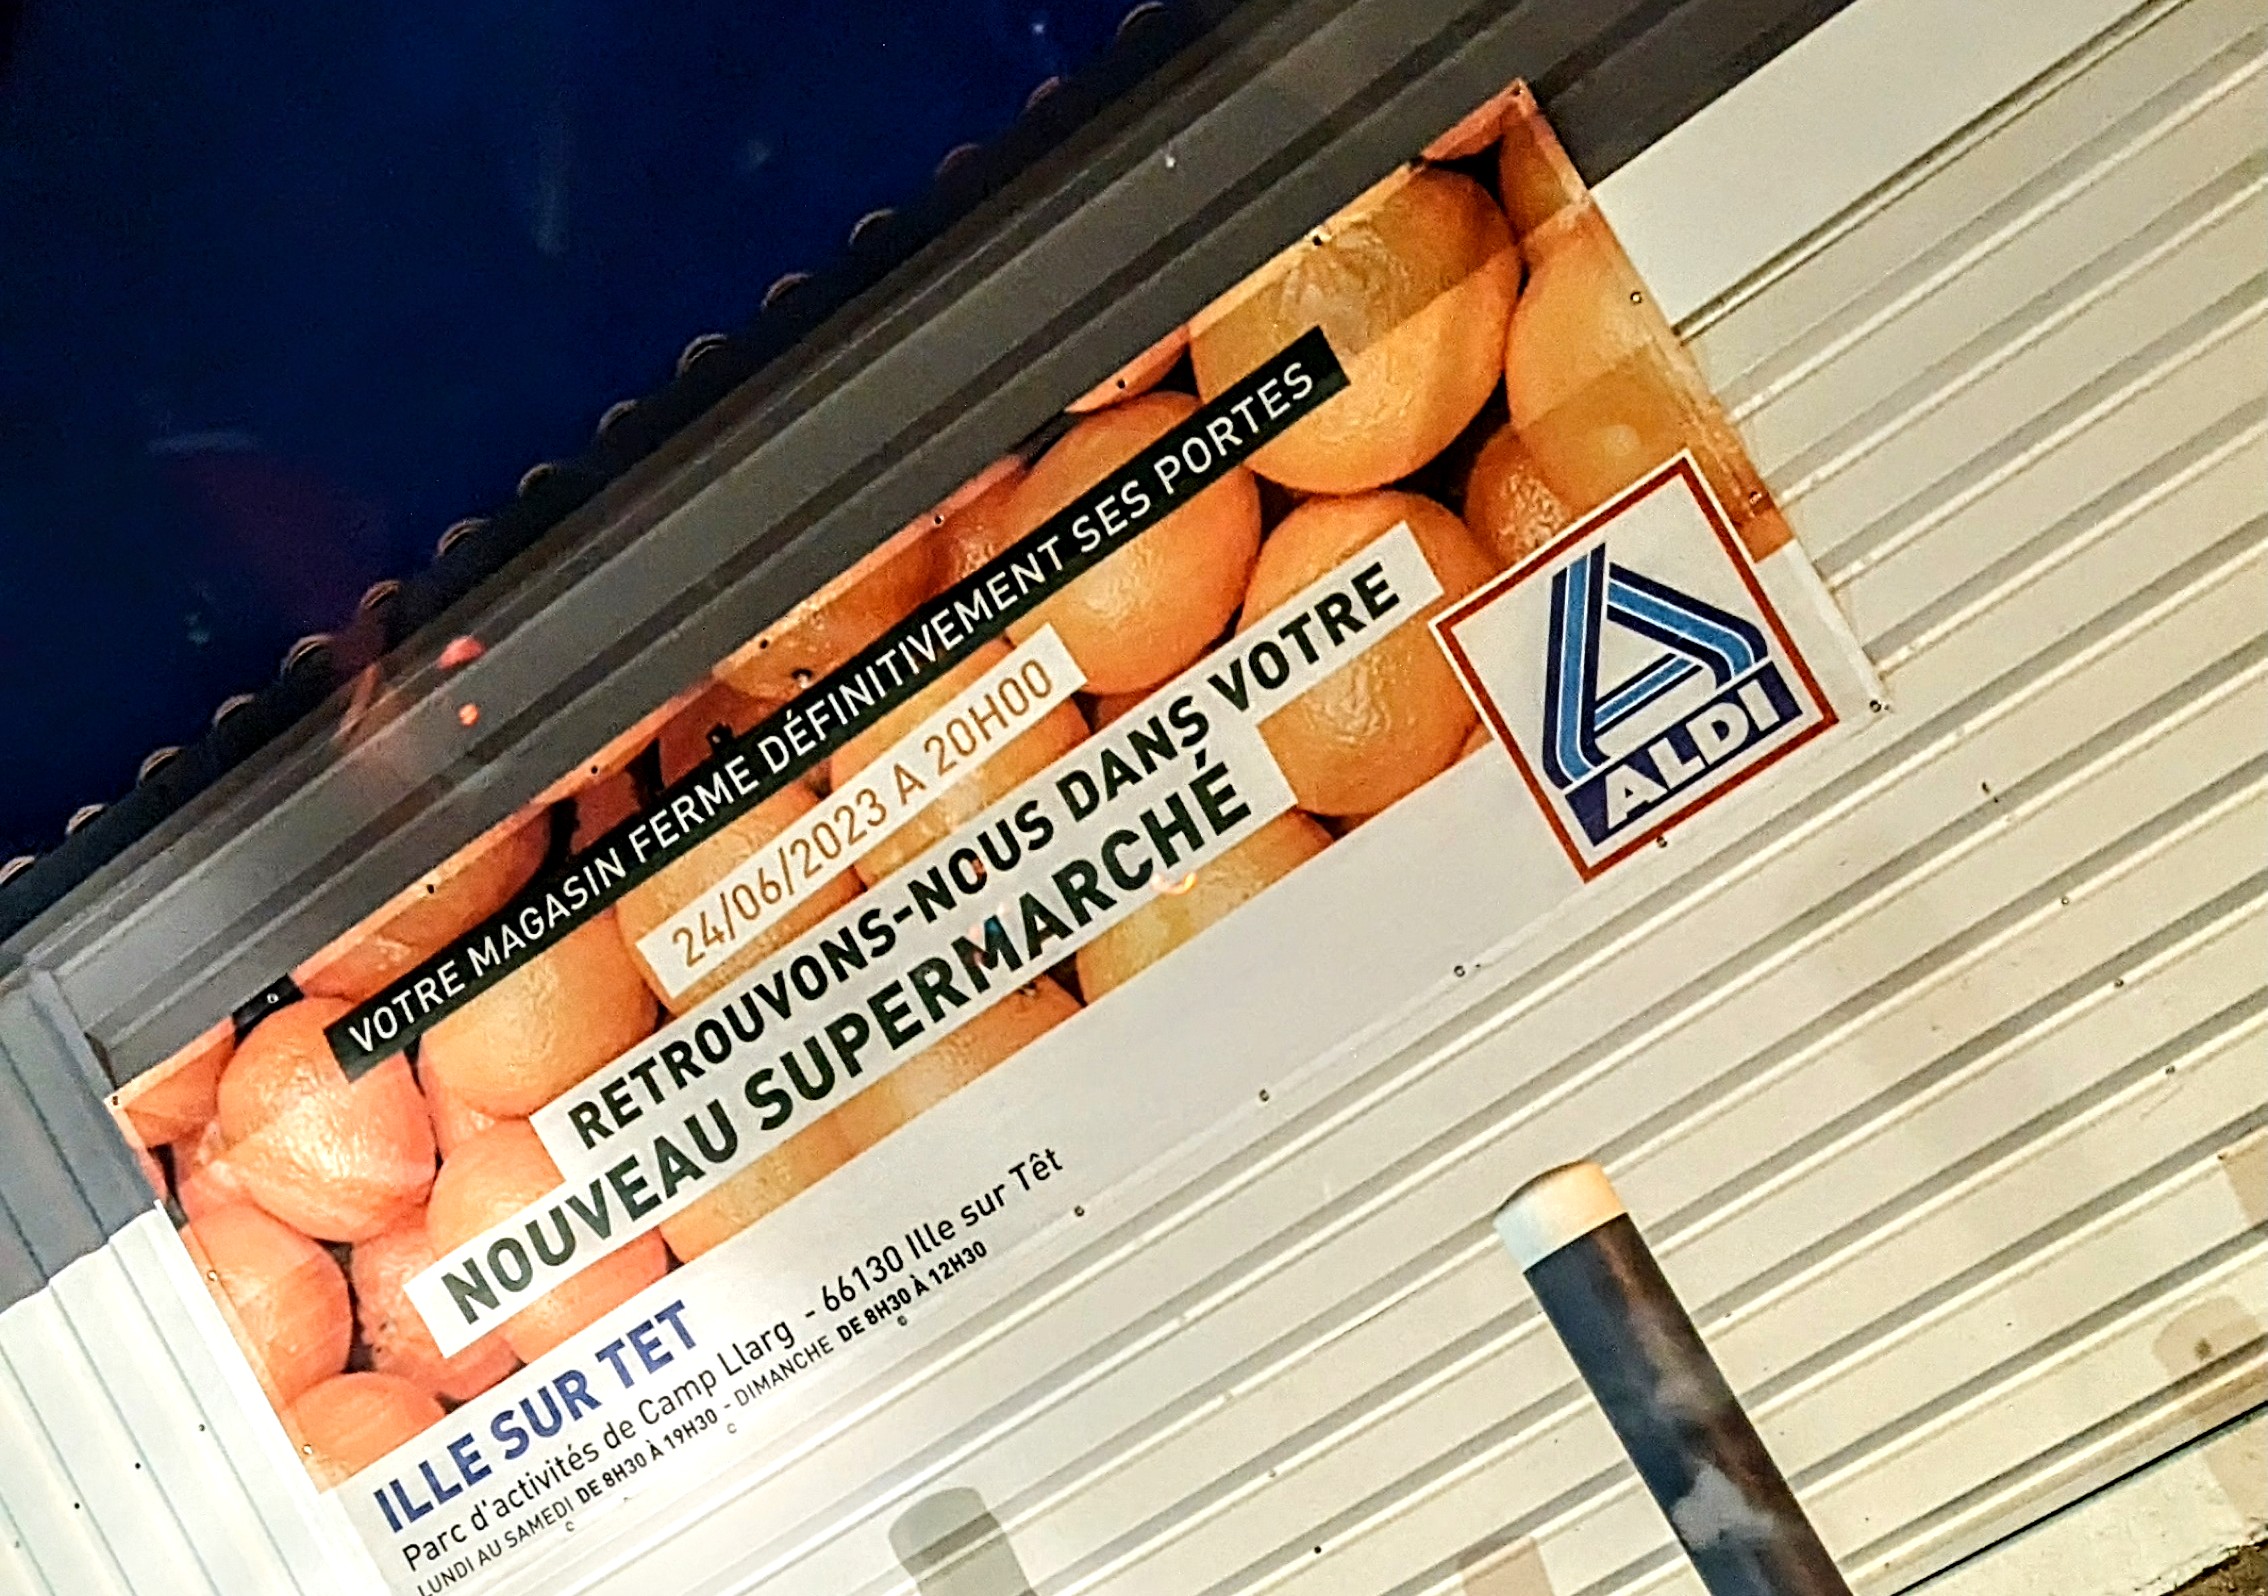 VOTRE MAGASIN FERME DÉFINITIVEMENT SES PORTES
24/06/2023 A 20H00
RETROUVONS-NOUS DANS VOTRE
NOUVEAU SUPERMARCHÉ
ALDI
ILLE SUR TET
Parc d'activités de Camp Llarg - 66130 Ille sur Têt
LUNDI AU SAMEDI DE 8H30 À 19H30 - DIMANCHE DE 8H30 À 12H30